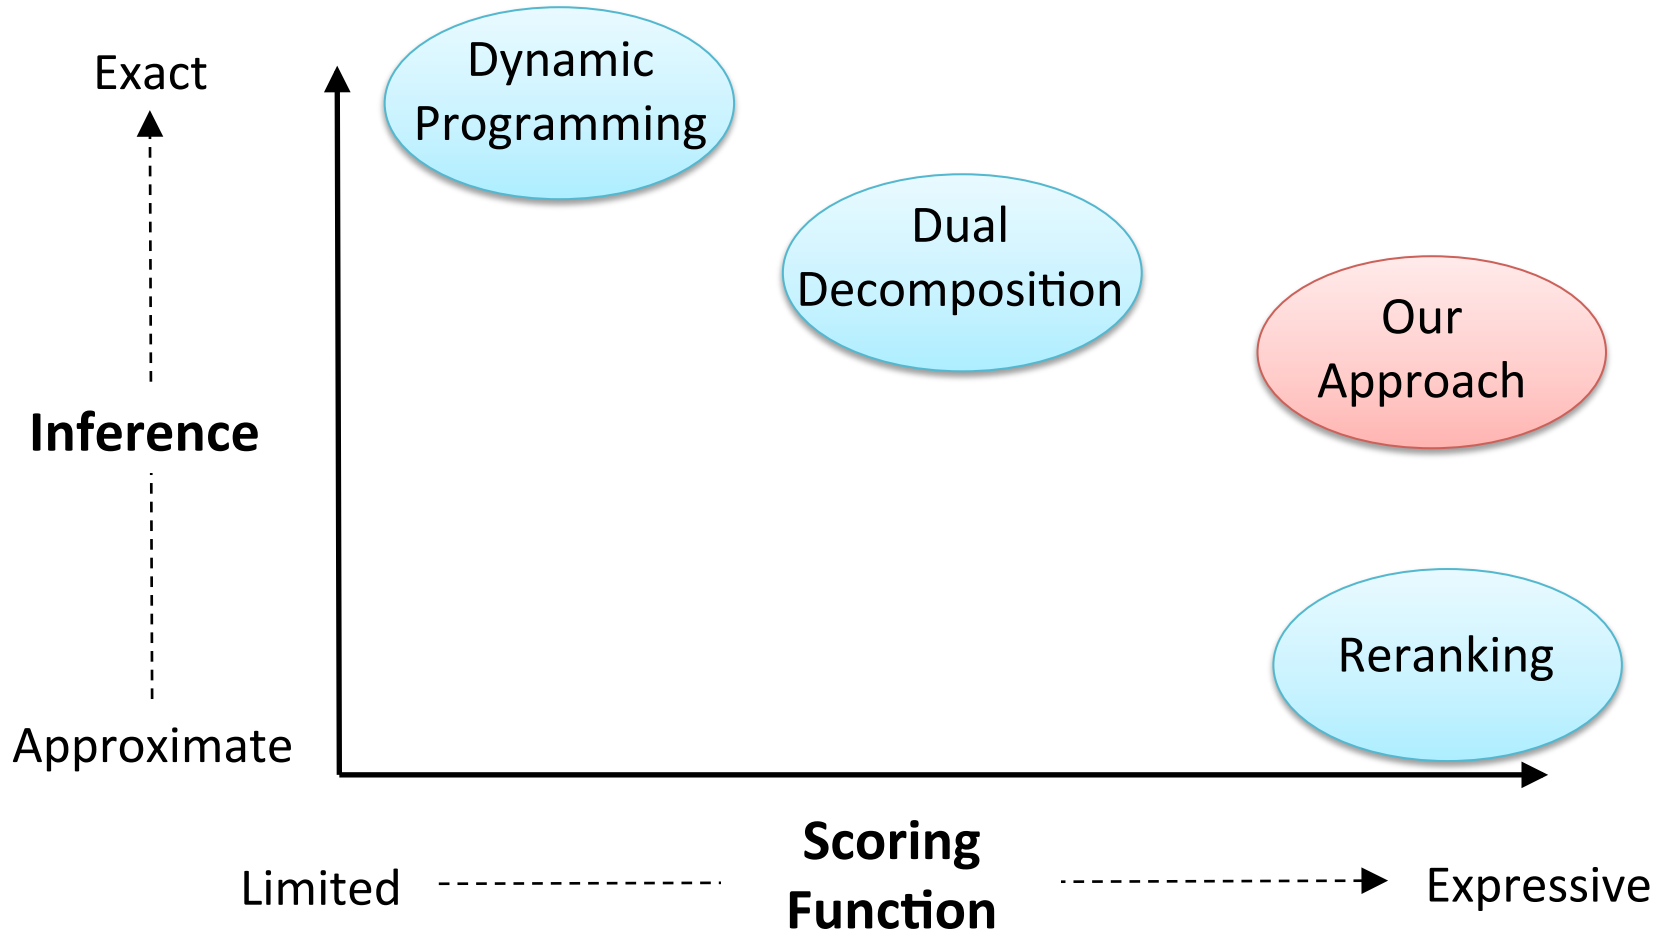 Dynamic
Programming
Exact
Dual
Decomposition
Our
Approach
Inference
Reranking
Approximate
Scoring
Function
Limited
Expressive